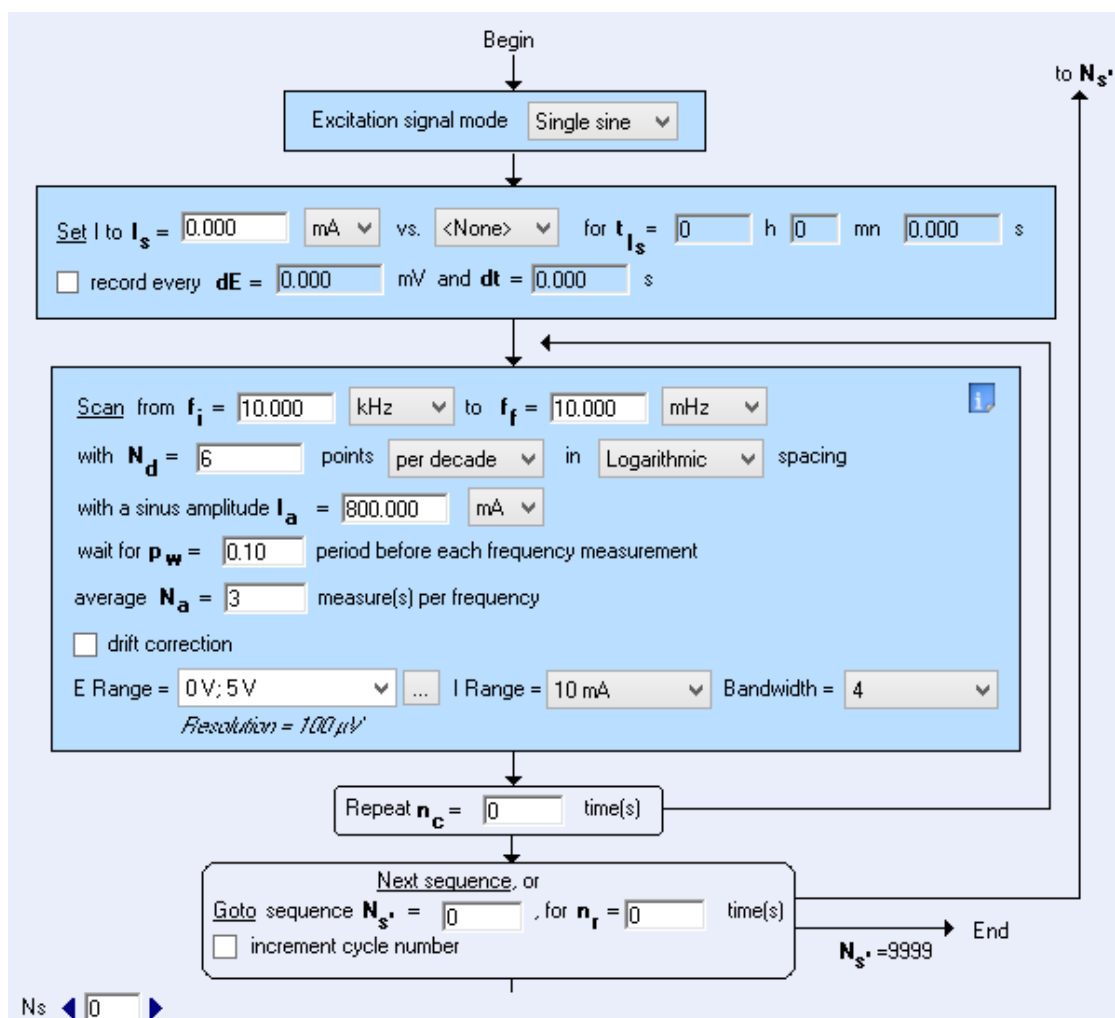 Begin
to Ns'
Excitation signal mode Single sine
Set I to Is = 0.000 mA vs. <None> for tIs = 0 h 0 mn 0.000 s
record every dE = 0.000 mV and dt = 0.000 s
Scan from fi = 10.000 kHz to ff = 10.000 mHz
with Nd = 6 points per decade in Logarithmic spacing
with a sinus amplitude Ia = 800.000 mA
wait for pw = 0.10 period before each frequency measurement
average Na = 3 measure(s) per frequency
drift correction
E Range = 0 V; 5 V ... I Range = 10 mA Bandwidth = 4
Resolution = 100 µV
Repeat nc = 0 time(s)
Next sequence, or
Goto sequence Ns' = 0 , for nr = 0 time(s)
increment cycle number
End
Ns' =9999
Ns 0